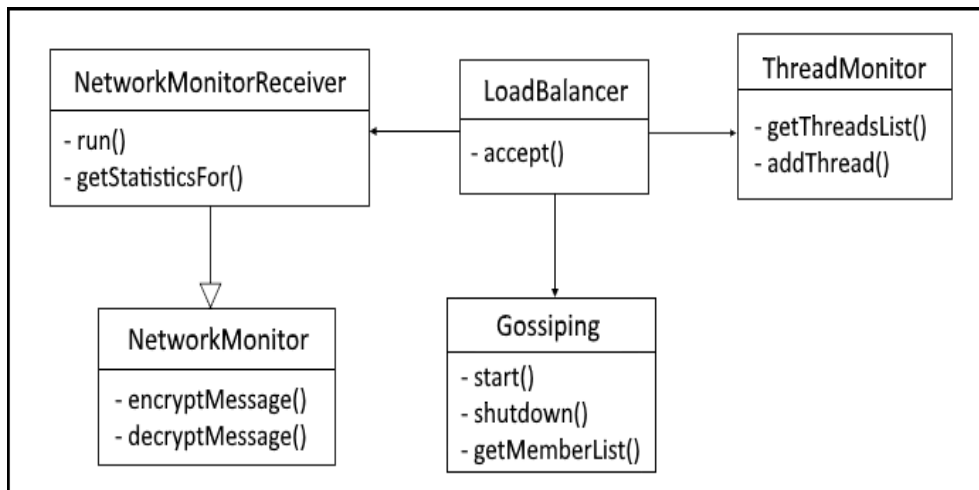 NetworkMonitorReceiver
- run()
- getStatisticsFor()
LoadBalancer
- accept()
ThreadMonitor
- getThreadsList()
- addThread()
NetworkMonitor
- encryptMessage()
- decryptMessage()
Gossiping
- start()
- shutdown()
- getMemberList()